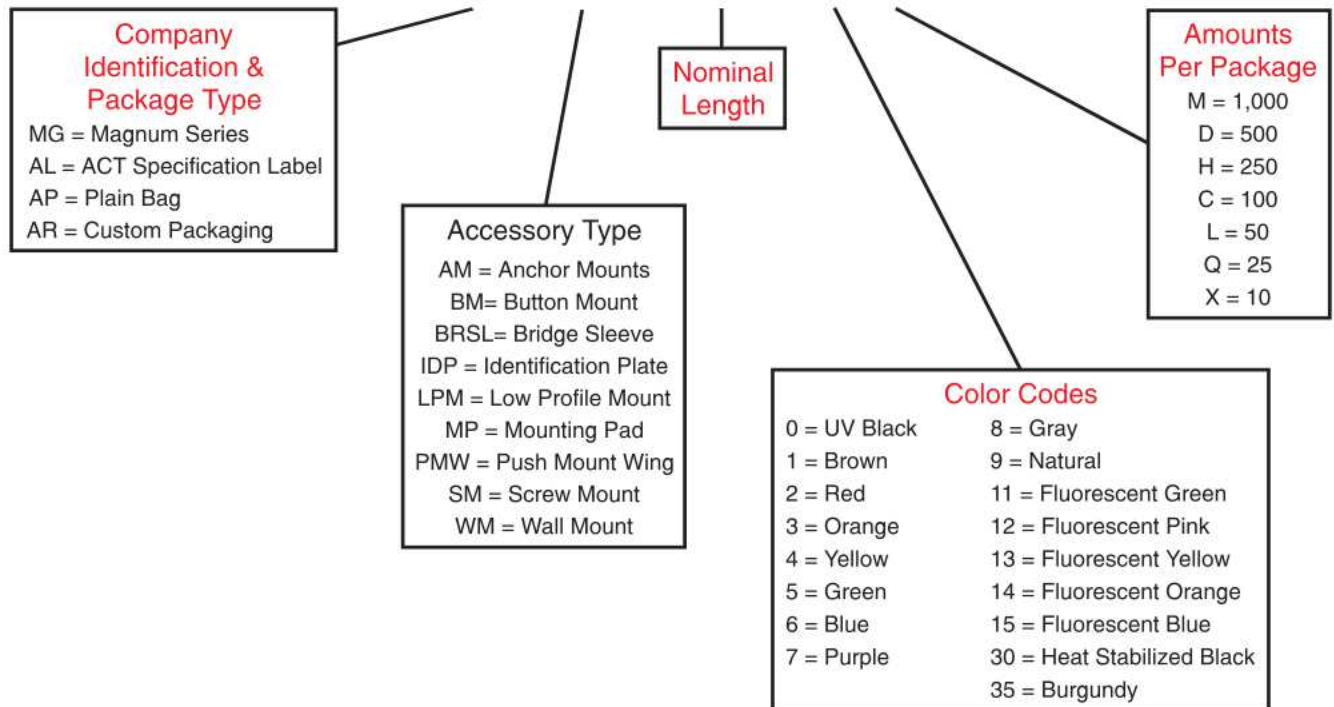 Company
Identification &
Package Type
MG = Magnum Series
AL = ACT Specification Label
AP = Plain Bag
AR = Custom Packaging
Accessory Type
AM = Anchor Mounts
BM= Button Mount
BRSL= Bridge Sleeve
IDP = Identification Plate
LPM = Low Profile Mount
MP = Mounting Pad
PMW = Push Mount Wing
SM = Screw Mount
WM = Wall Mount
Nominal
Length
Color Codes
0 = UV Black
1 = Brown
2 = Red
3 = Orange
4 = Yellow
5 = Green
6 = Blue
7 = Purple
8 = Gray
9 = Natural
11 = Fluorescent Green
12 = Fluorescent Pink
13 = Fluorescent Yellow
14 = Fluorescent Orange
15 = Fluorescent Blue
30 = Heat Stabilized Black
35 = Burgundy
Amounts
Per Package
M = 1,000
D = 500
H = 250
C = 100
L = 50
Q = 25
X = 10